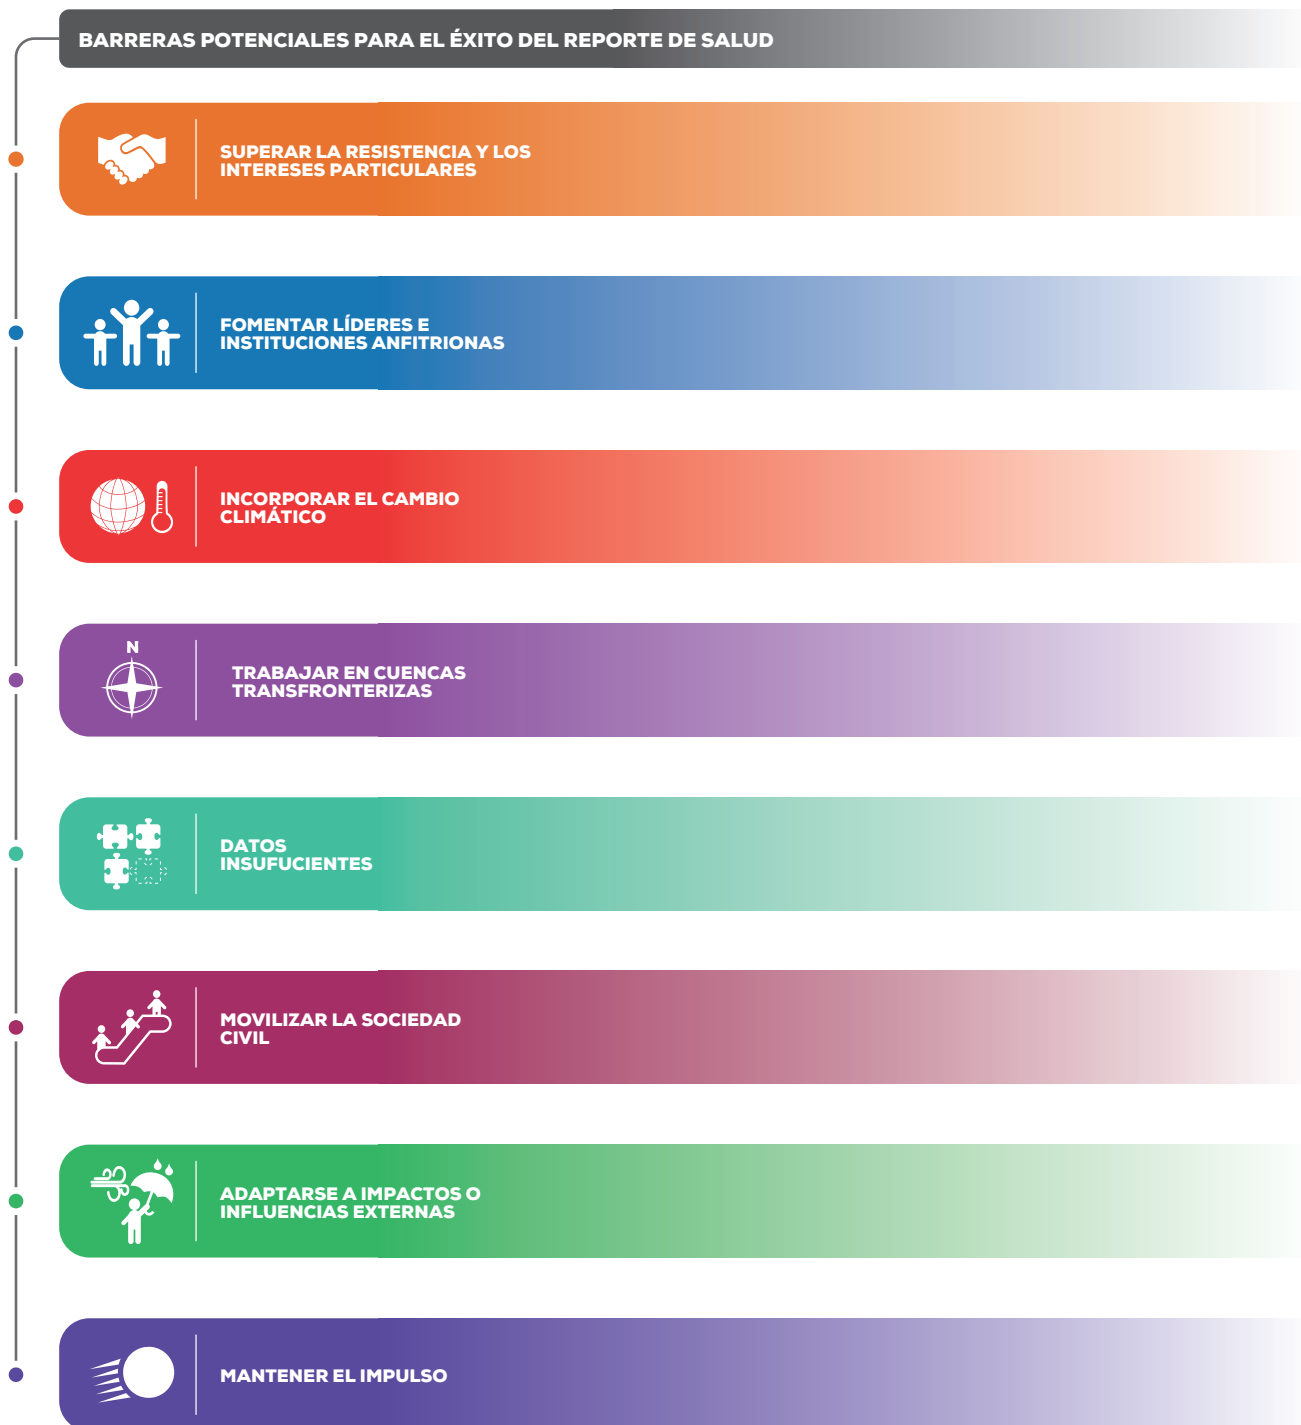 BARRERAS POTENCIALES PARA EL ÉXITO DEL REPORTE DE SALUD
SUPERAR LA RESISTENCIA Y LOS
INTERESES PARTICULARES
FOMENTAR LÍDERES E
INSTITUCIONES ANFITRIONAS
INCORPORAR EL CAMBIO
CLIMÁTICO
N
TRABAJAR EN CUENCAS
TRANSFRONTERIZAS
DATOS
INSUFUCIENTES
MOVILIZAR LA SOCIEDAD
CIVIL
ADAPTARSE A IMPACTOS O
INFLUENCIAS EXTERNAS
MANTENER EL IMPULSO